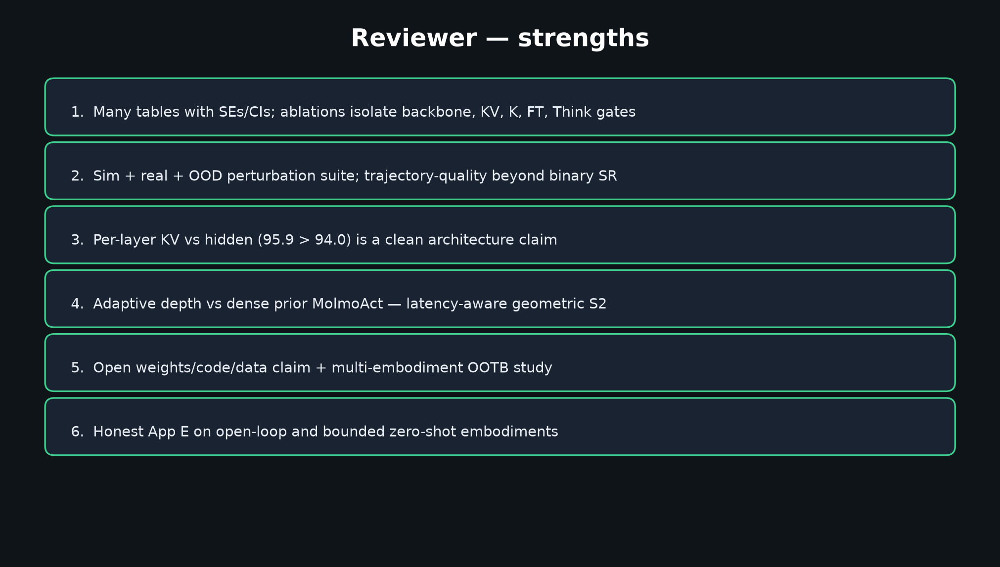 Reviewer — strengths
1. Many tables with SEs/CIs; ablations isolate backbone, KV, K, FT, Think gates
2. Sim + real + OOD perturbation suite; trajectory-quality beyond binary SR
3. Per-layer KV vs hidden (95.9 > 94.0) is a clean architecture claim
4. Adaptive depth vs dense prior MolmoAct — latency-aware geometric S2
5. Open weights/code/data claim + multi-embodiment OOTB study
6. Honest App E on open-loop and bounded zero-shot embodiments